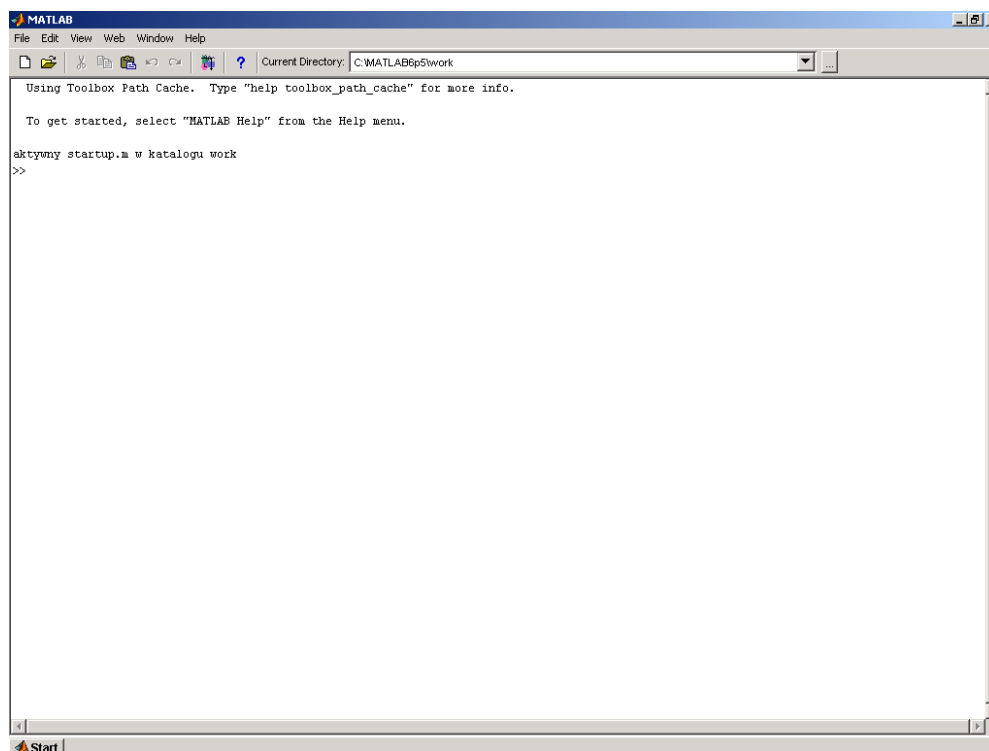 MATLAB
File Edit View Web Window Help
? Current Directory: C:\MATLAB6p5\work ...
Using Toolbox Path Cache. Type "help toolbox_path_cache" for more info.
To get started, select "MATLAB Help" from the Help menu.
aktywny startup.m w katalogu work
>>
Start